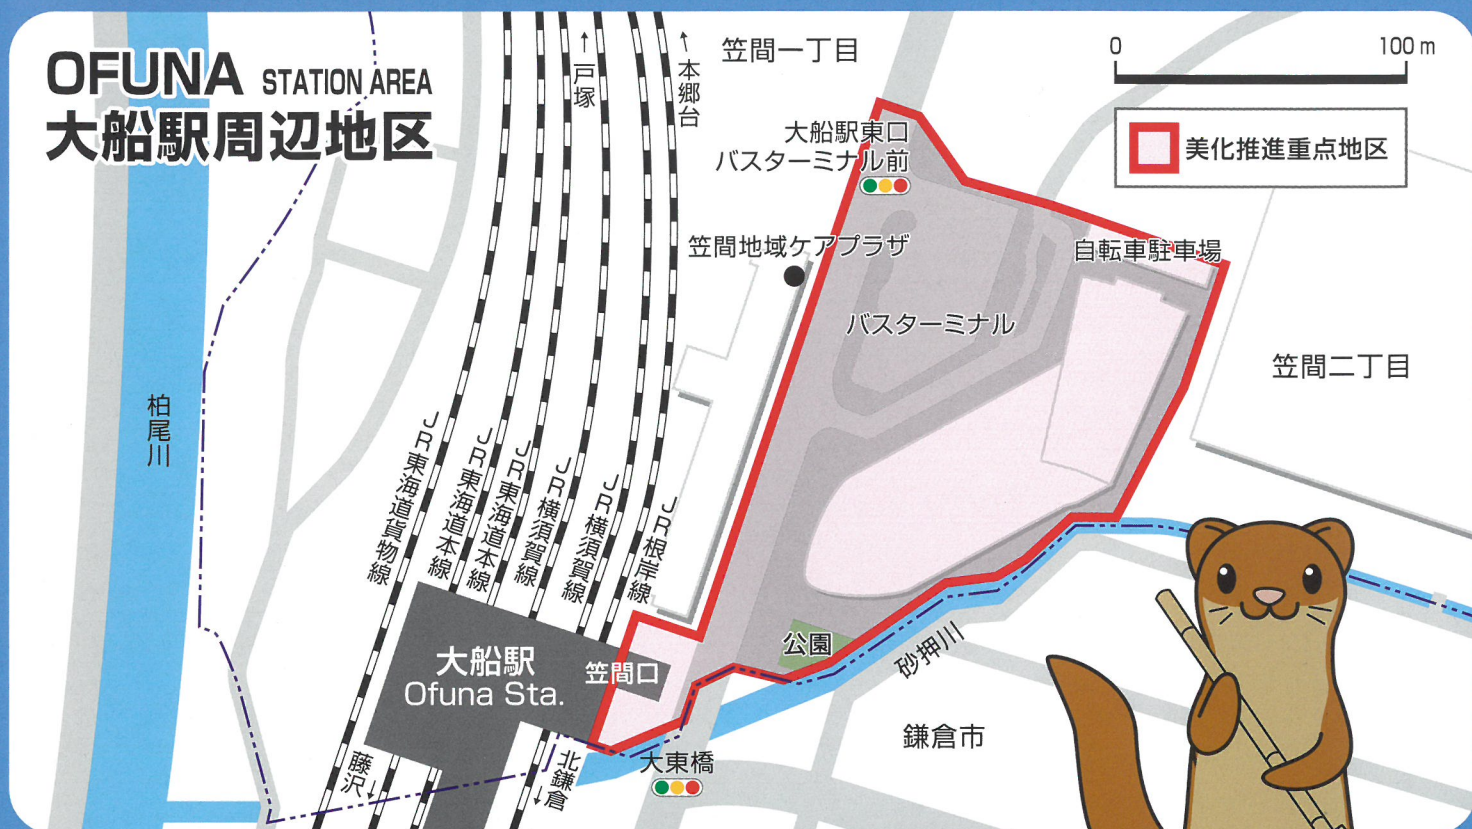 OFUNA STATION AREA
大船駅周辺地区
↑戸塚
↑本郷台
笠間一丁目
0 100 m
美化推進重点地区
大船駅東口
バスターミナル前
笠間地域ケアプラザ
自転車駐車場
バスターミナル
笠間二丁目
柏尾川
JR東海道貨物線
JR東海道本線
JR東海道本線
JR横須賀線
JR横須賀線
JR根岸線
大船駅
Ofuna Sta.
笠間口
公園
砂押川
鎌倉市
大東橋
藤沢↓
北鎌倉↓